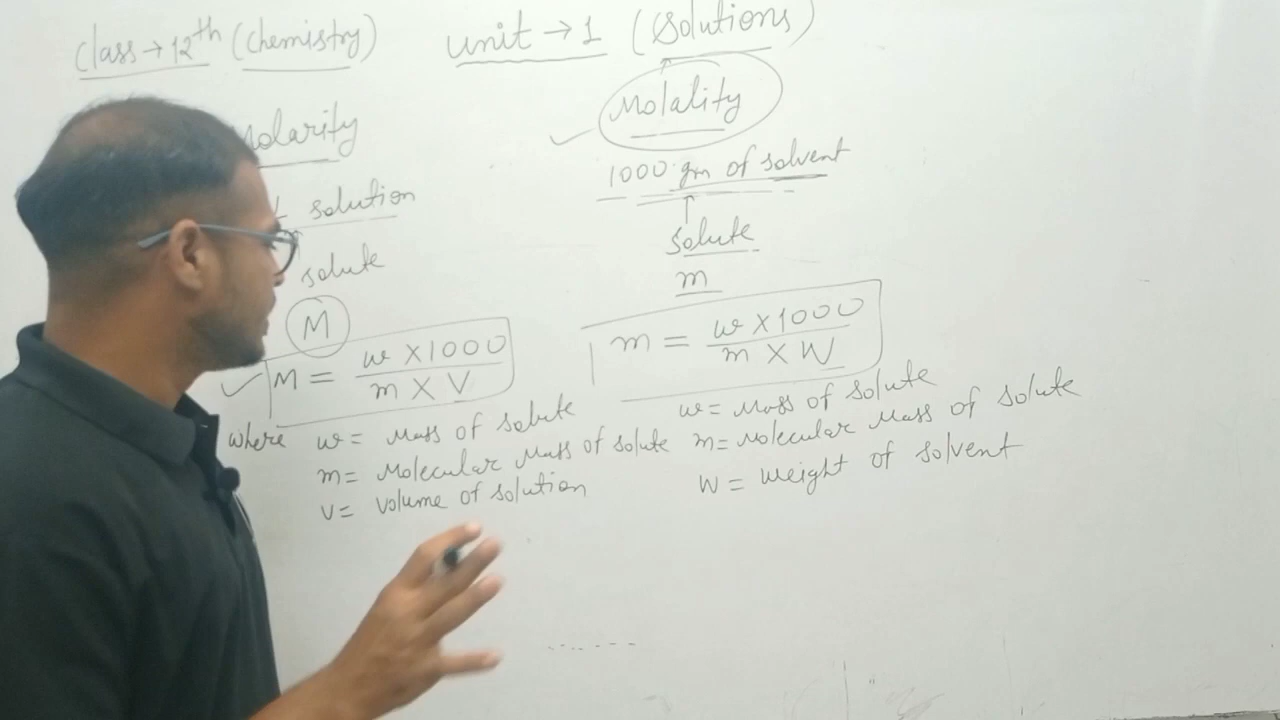 Class → 12th (Chemistry)
unit → 1 (Solutions)
Molality
1000 gm of solvent
solute
m
m = w X 1000 / m X W
w = Mass of solute
m = Molecular Mass of solute
W = Weight of solvent
olarity
L solution
solute
M
M = w X 1000 / m X V
where w = Mass of solute
m = Molecular Mass of solute
V = Volume of solution